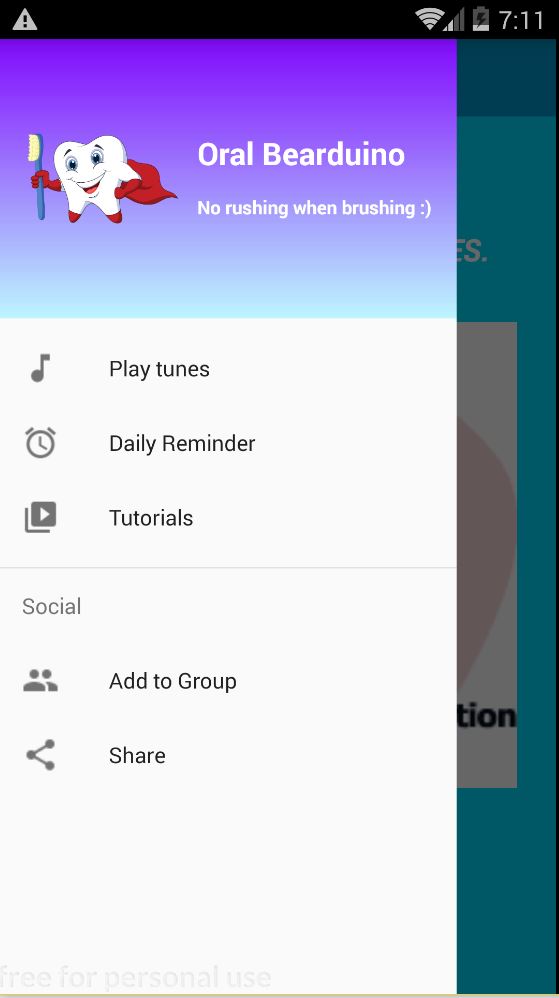 7:11
Oral Bearduino
No rushing when brushing :)
ES.
Play tunes
Daily Reminder
Tutorials
Social
Add to Group
tion
Share
free for personal use